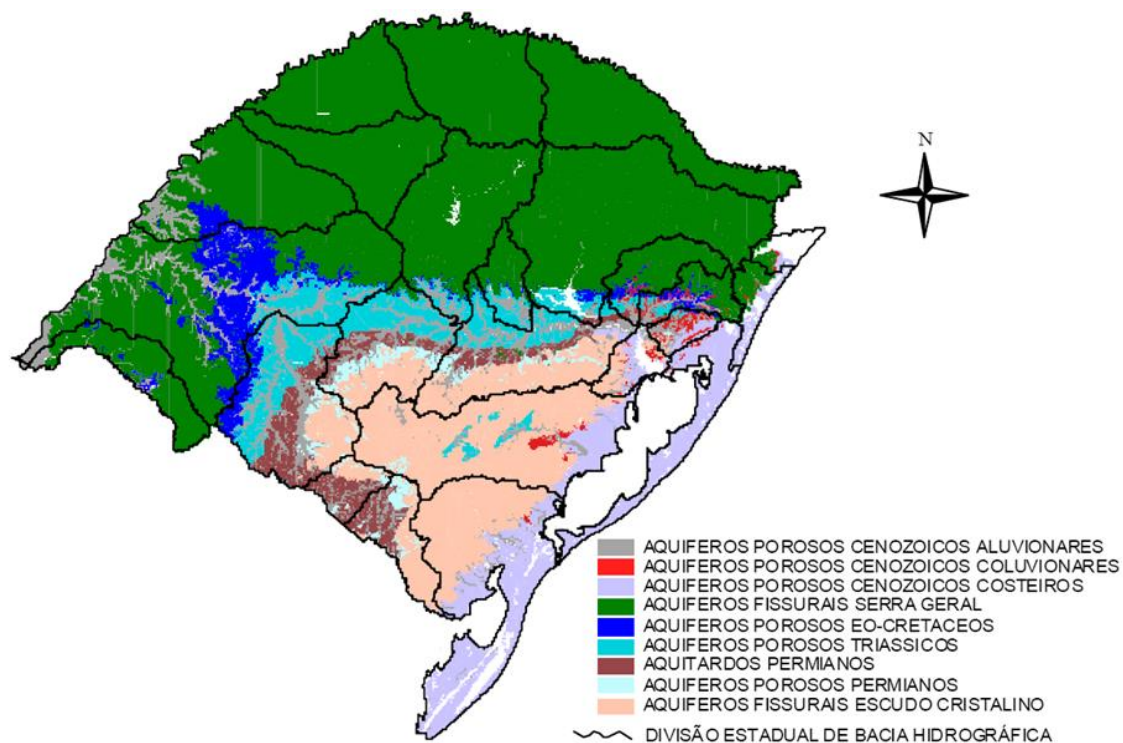 N
AQUIFEROS POROSOS CENOZOICOS ALUVIONARES
AQUIFEROS POROSOS CENOZOICOS COLUVIONARES
AQUIFEROS POROSOS CENOZOICOS COSTEIROS
AQUIFEROS FISSURAIS SERRA GERAL
AQUIFEROS POROSOS EO-CRETACEOS
AQUIFEROS POROSOS TRIASSICOS
AQUITARDOS PERMIANOS
AQUIFEROS POROSOS PERMIANOS
AQUIFEROS FISSURAIS ESCUDO CRISTALINO
DIVISÃO ESTADUAL DE BACIA HIDROGRÁFICA